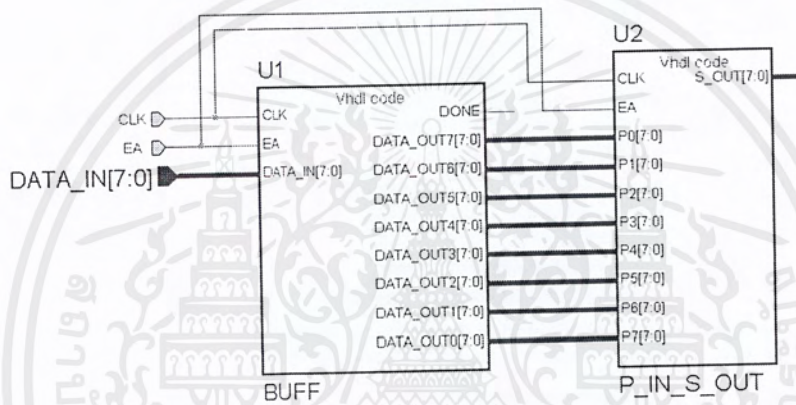 U1
Vhdl code
CLK
EA
DATA_IN[7:0]
CLK
EA
DATA_IN[7:0]
DONE
DATA_OUT7[7:0]
DATA_OUT6[7:0]
DATA_OUT5[7:0]
DATA_OUT4[7:0]
DATA_OUT3[7:0]
DATA_OUT2[7:0]
DATA_OUT1[7:0]
DATA_OUT0[7:0]
BUFF
U2
Vhdl code
CLK
S_OUT[7:0]
EA
P0[7:0]
P1[7:0]
P2[7:0]
P3[7:0]
P4[7:0]
P5[7:0]
P6[7:0]
P7[7:0]
P_IN_S_OUT